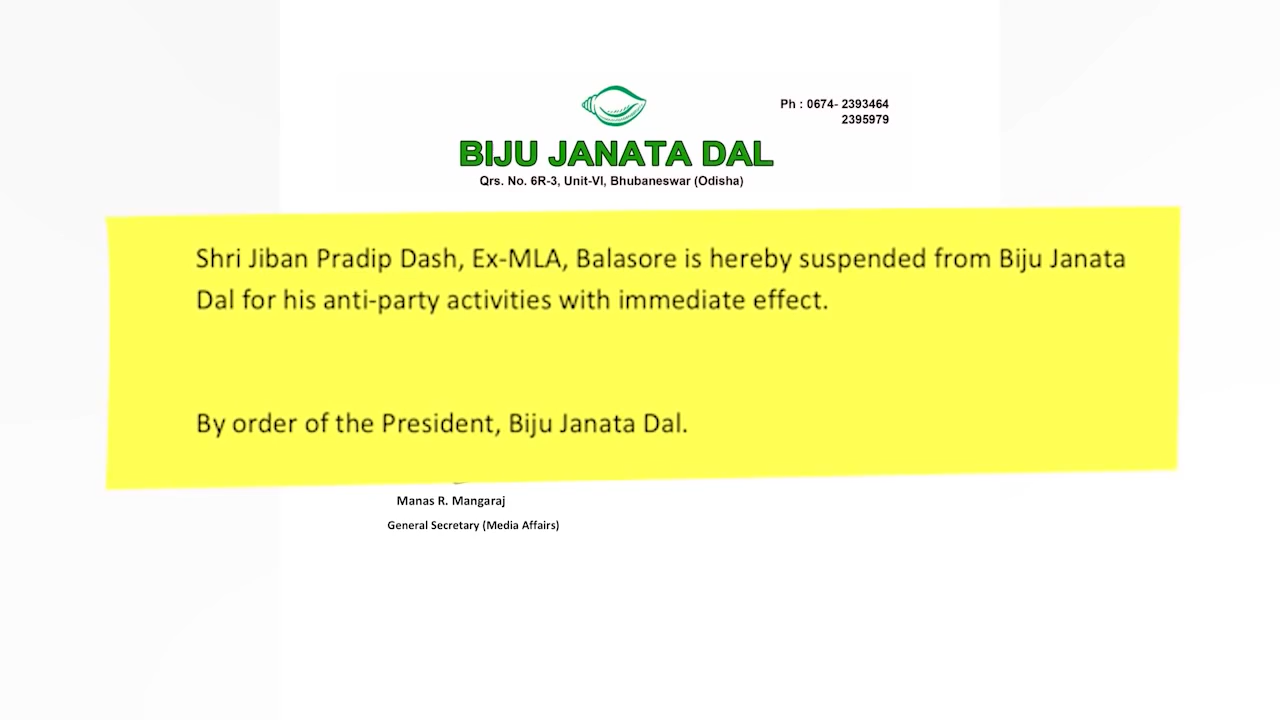 Ph : 0674- 2393464
2395979
BIJU JANATA DAL
Qrs. No. 6R-3, Unit-VI, Bhubaneswar (Odisha)
Shri Jiban Pradip Dash, Ex-MLA, Balasore is hereby suspended from Biju Janata
Dal for his anti-party activities with immediate effect.
By order of the President, Biju Janata Dal.
Manas R. Mangaraj
General Secretary (Media Affairs)